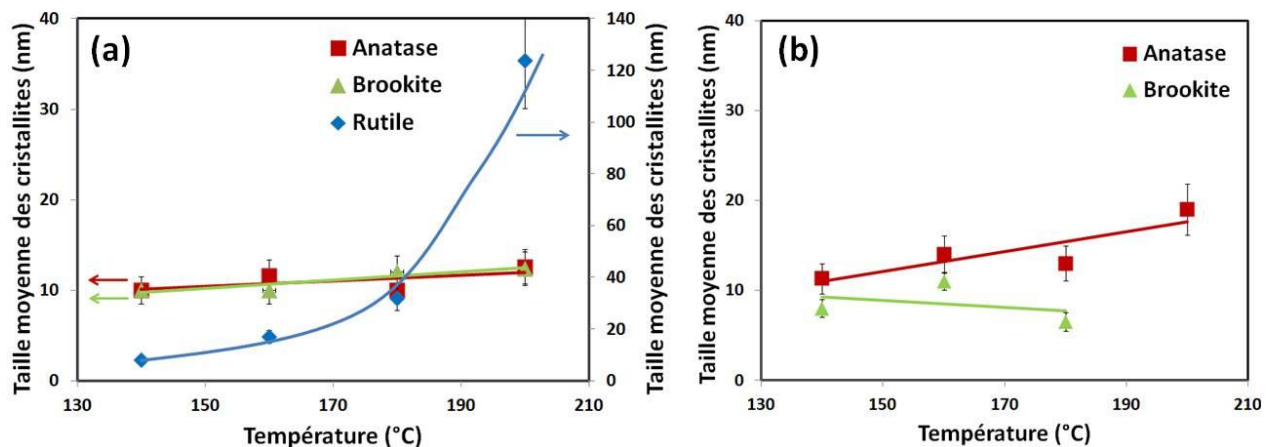 (a)
Taille moyenne des cristallites (nm)
40
30
20
10
0
Anatase
Brookite
Rutile
140
120
100
80
60
40
20
0
Taille moyenne des cristallites (nm)
130 150 170 190 210
Température (°C)
(b)
Taille moyenne des cristallites (nm)
40
30
20
10
0
Anatase
Brookite
130 150 170 190 210
Température (°C)